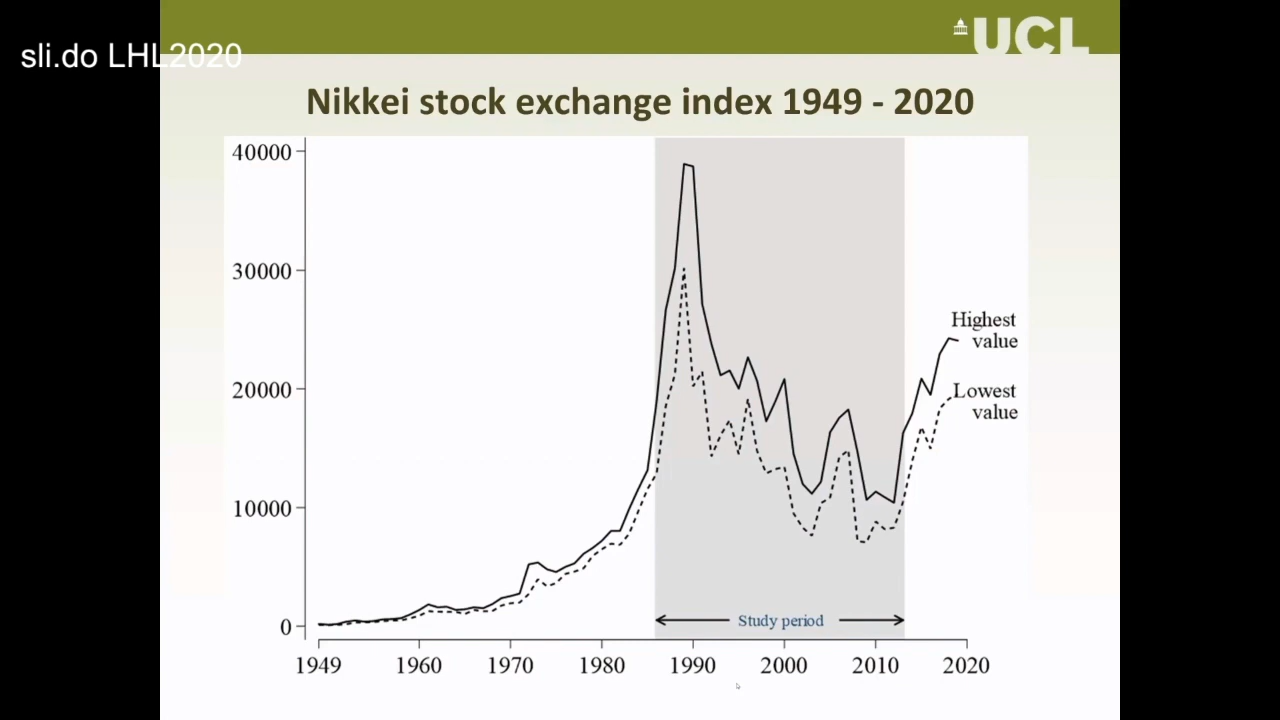 UCL
sli.do LHL2020
Nikkei stock exchange index 1949 - 2020
40000
30000
20000
10000
0
Highest
value
Lowest
value
Study period
1949
1960
1970
1980
1990
2000
2010
2020